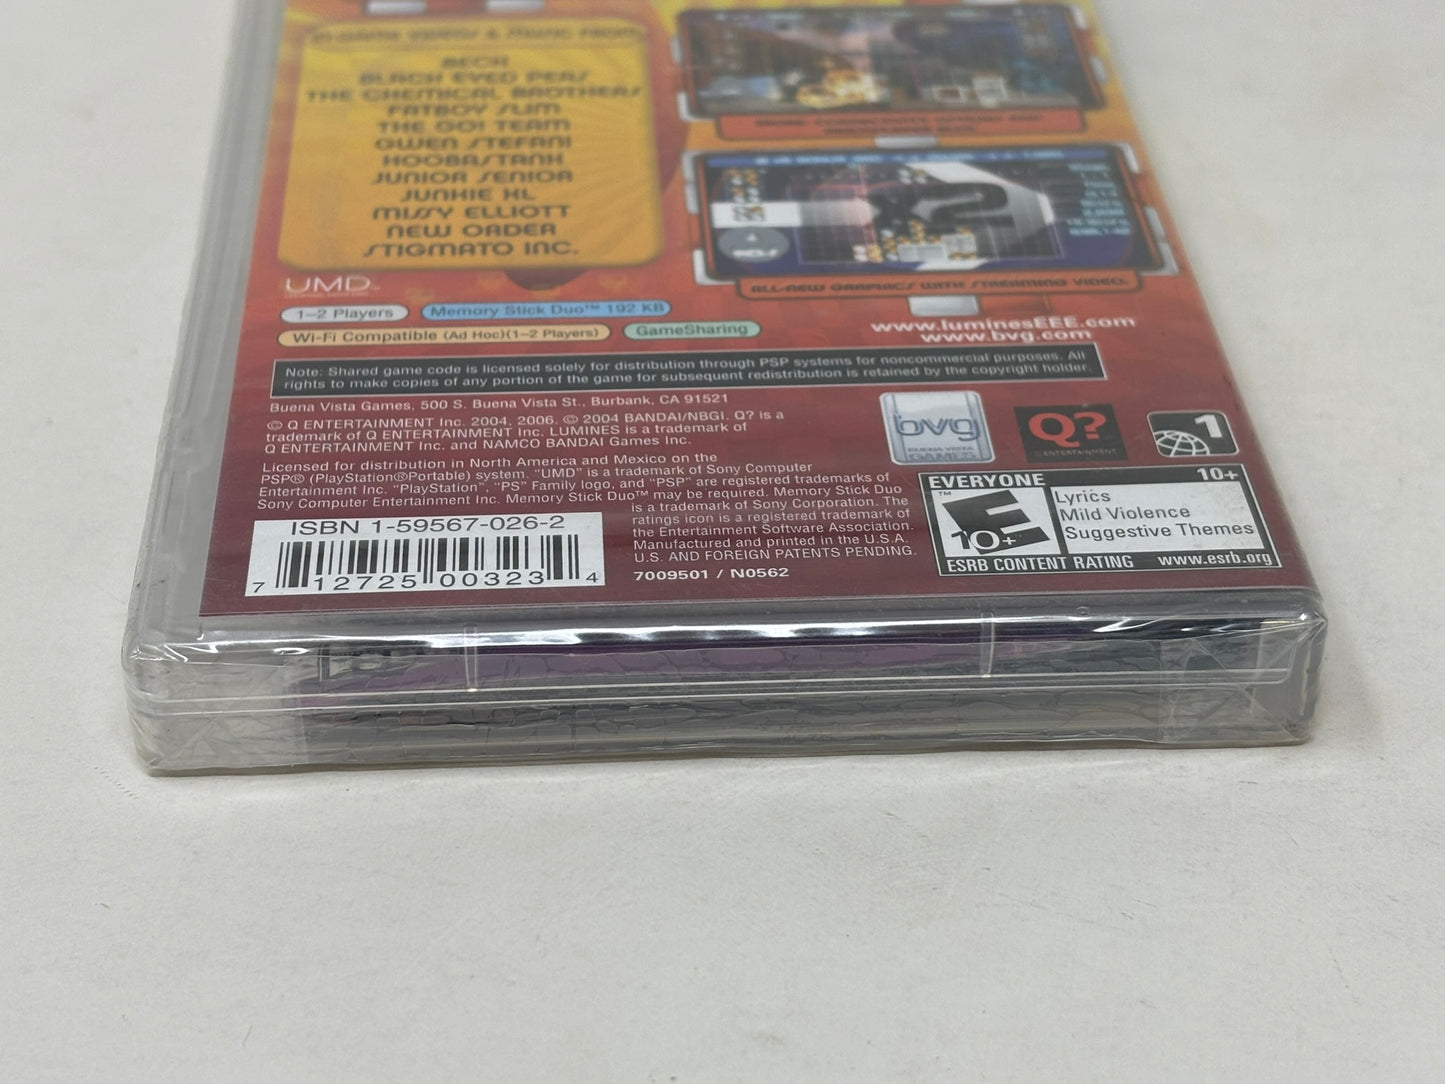 IN-GAME VIDEOS & MUSIC FROM
BECK
BLACK EYED PEAS
THE CHEMICAL BROTHERS
FATBOY SLIM
THE GO! TEAM
GWEN STEFANI
HOOBASTANK
JUNIOR SENIOR
JUNKIE XL
MISSY ELLIOTT
NEW ORDER
STIGMATO INC.
X2
ALL-NEW GRAPHICS WITH STREAMING VIDEO.
UMD
1–2 Players
Memory Stick Duo™ 192 KB
Wi-Fi Compatible (Ad Hoc)(1–2 Players)
GameSharing
www.luminesEEE.com
www.bvg.com
Note: Shared game code is licensed solely for distribution through PSP systems for noncommercial purposes. All
rights to make copies of any portion of the game for subsequent redistribution is retained by the copyright holder.
Buena Vista Games, 500 S. Buena Vista St., Burbank, CA 91521
© Q ENTERTAINMENT Inc. 2004, 2006. © 2004 BANDAI/NBGI. Q? is a
trademark of Q ENTERTAINMENT Inc. LUMINES is a trademark of
Q ENTERTAINMENT Inc. and NAMCO BANDAI Games Inc.
Licensed for distribution in North America and Mexico on the
PSP® (PlayStation®Portable) system. “UMD” is a trademark of Sony Computer
Entertainment Inc. “PlayStation”, “PS” Family logo, and “PSP” are registered trademarks of
Sony Computer Entertainment Inc. Memory Stick Duo™ may be required. Memory Stick Duo
is a trademark of Sony Corporation. The
ratings icon is a registered trademark of
the Entertainment Software Association.
Manufactured and printed in the U.S.A.
U.S. AND FOREIGN PATENTS PENDING.
7009501 / N0562
ISBN 1-59567-026-2
7 12725 00323 4
bvg
BUENA VISTA
GAMES
Q?
ENTERTAINMENT
1
EVERYONE 10+
™
E
10+
Lyrics
Mild Violence
Suggestive Themes
ESRB CONTENT RATING www.esrb.org